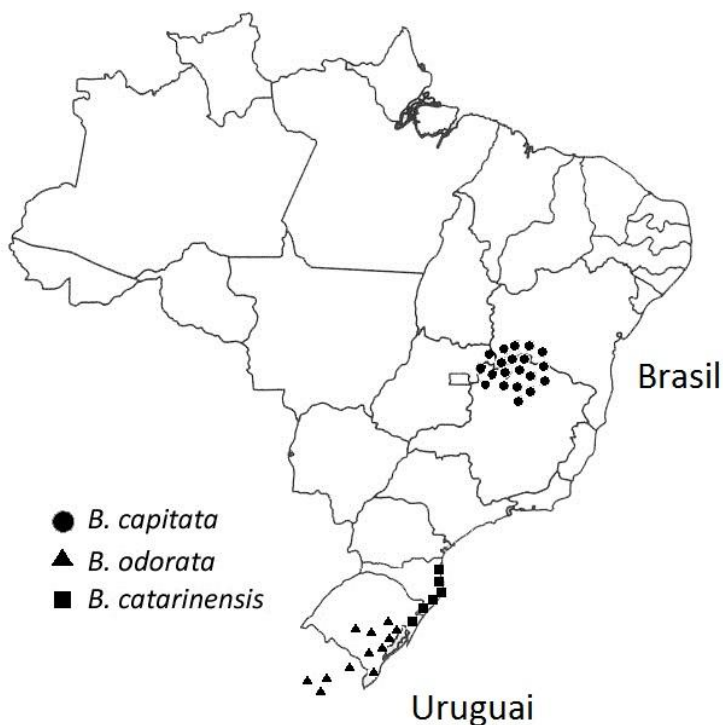 Brasil
B. capitata
B. odorata
B. catarinensis
Uruguai